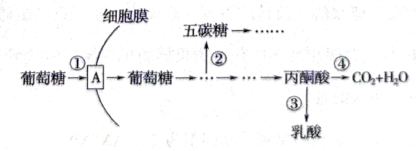 细胞膜
五碳糖 → ……
① ②
葡萄糖 → A → 葡萄糖 → … → … → 丙酮酸 ④→ CO₂+H₂O
③
乳酸